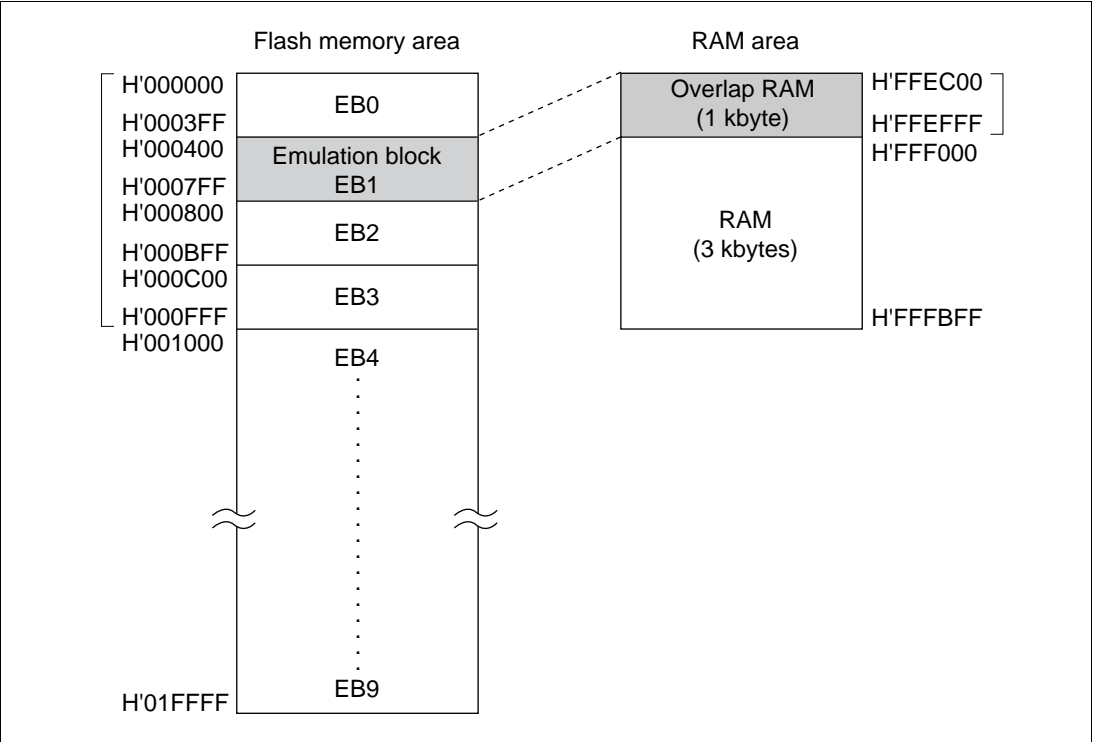 Flash memory area
RAM area
H'000000
EB0
H'0003FF
H'000400
Emulation block
EB1
H'0007FF
H'000800
EB2
H'000BFF
H'000C00
EB3
H'000FFF
H'001000
EB4
EB9
H'01FFFF
Overlap RAM
(1 kbyte)
H'FFEC00
H'FFEFFF
H'FFF000
RAM
(3 kbytes)
H'FFFBFF